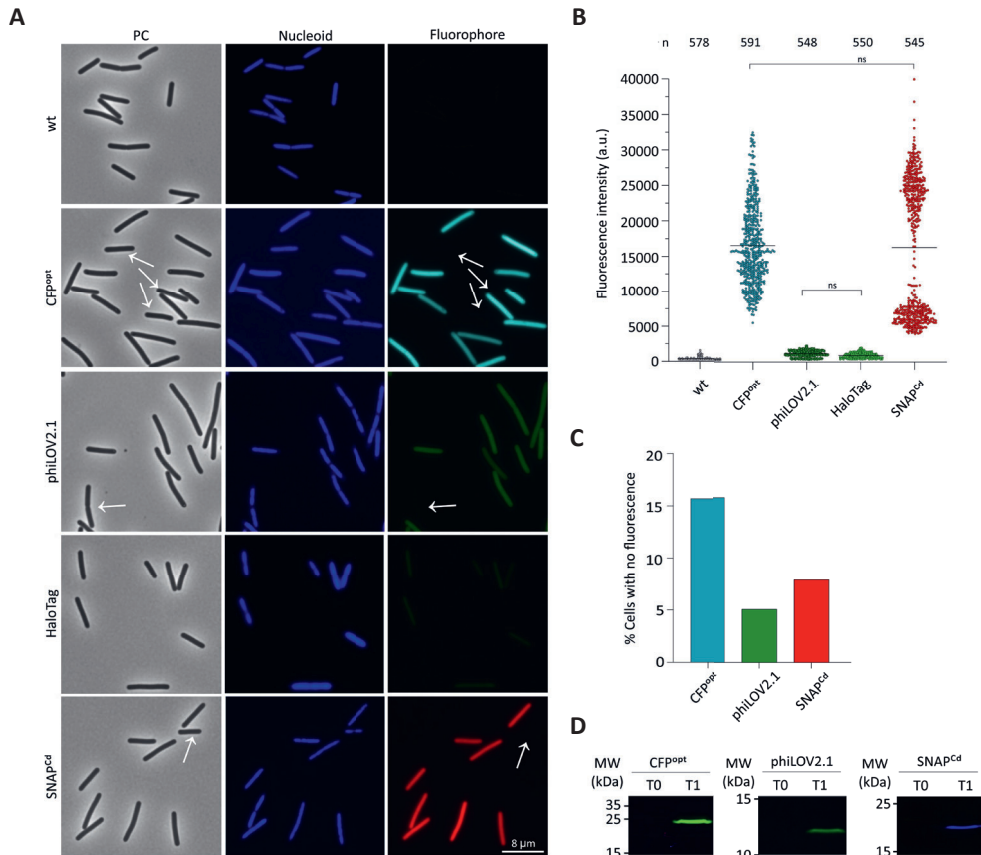 A
PC Nucleoid Fluorophore
wt
CFPᵒᵖᵗ
phiLOV2.1
HaloTag
SNAPᶜᵈ
8 µm
B
n 578 591 548 550 545
ns
ns
Fluorescence intensity (a.u.)
40000
35000
30000
25000
20000
15000
10000
5000
0
wt CFPᵒᵖᵗ phiLOV2.1 HaloTag SNAPᶜᵈ
C
% Cells with no fluorescence
20
15
10
5
0
CFPᵒᵖᵗ phiLOV2.1 SNAPᶜᵈ
D
MW CFPᵒᵖᵗ MW phiLOV2.1 MW SNAPᶜᵈ
(kDa) T0 T1 (kDa) T0 T1 (kDa) T0 T1
35 15 25
25
15 10 15